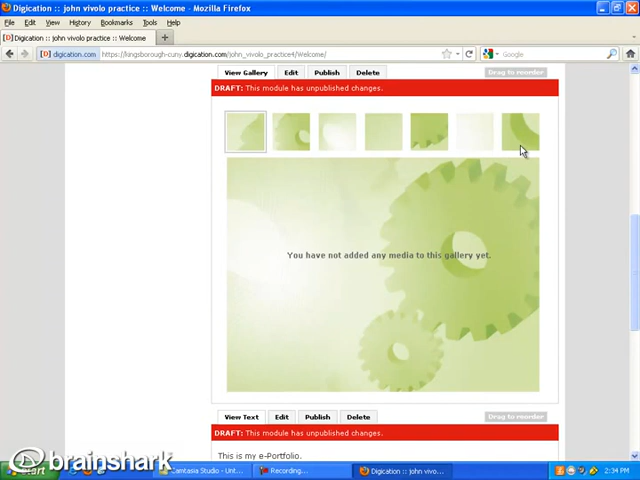 Digication :: john vivolo practice :: Welcome - Mozilla Firefox
File Edit View History Bookmarks Tools Help
[D] Digication :: john vivolo practice :: Welcome +
[D] digication.com https://kingsborough-cuny.digication.com/john_vivolo_practice4/Welcome/ Google
View Gallery Edit Publish Delete Drag to reorder
DRAFT: This module has unpublished changes.
You have not added any media to this gallery yet.
View Text Edit Publish Delete Drag to reorder
DRAFT: This module has unpublished changes.
This is my e-Portfolio.
start Camtasia Studio - Unt... Recording... Digication :: john vivo... 2:34 PM
brainshark